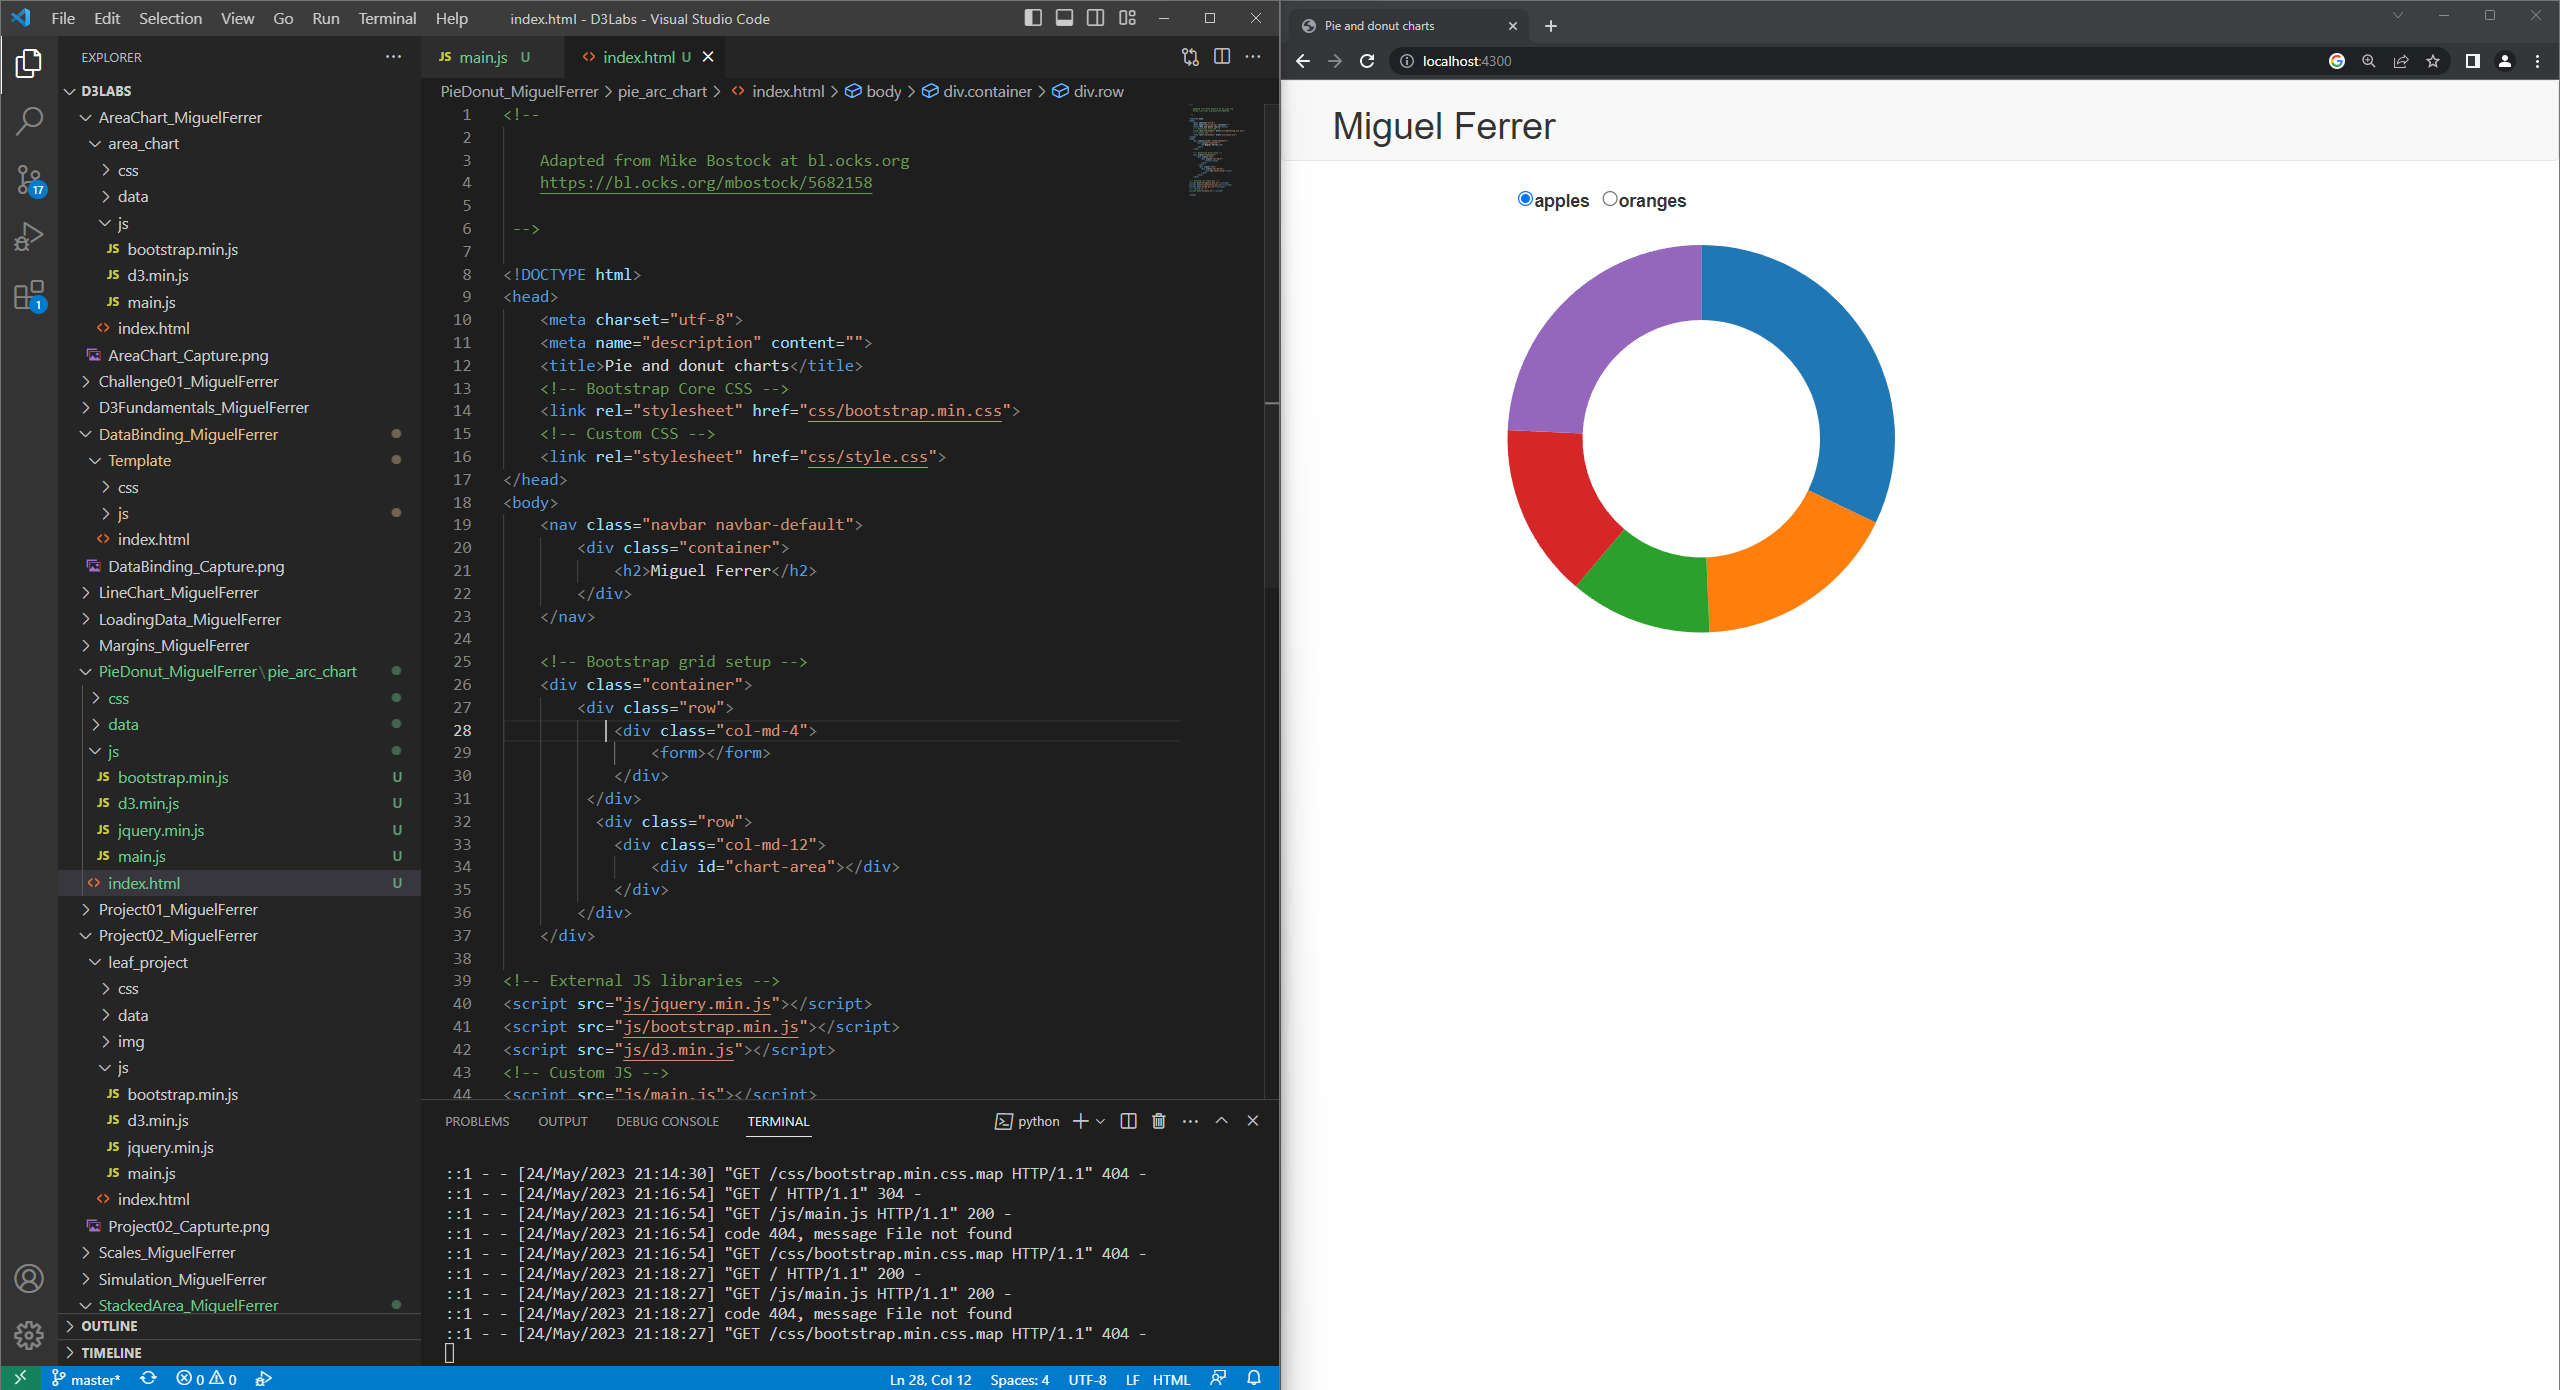 File Edit Selection View Go Run Terminal Help index.html - D3Labs - Visual Studio Code
EXPLORER
D3LABS
AreaChart_MiguelFerrer
area_chart
css
data
js
JS bootstrap.min.js
JS d3.min.js
JS main.js
<> index.html
AreaChart_Capture.png
Challenge01_MiguelFerrer
D3Fundamentals_MiguelFerrer
DataBinding_MiguelFerrer
Template
css
js
<> index.html
DataBinding_Capture.png
LineChart_MiguelFerrer
LoadingData_MiguelFerrer
Margins_MiguelFerrer
PieDonut_MiguelFerrer\pie_arc_chart
css
data
js
JS bootstrap.min.js U
JS d3.min.js U
JS jquery.min.js U
JS main.js U
<> index.html U
Project01_MiguelFerrer
Project02_MiguelFerrer
leaf_project
css
data
img
js
JS bootstrap.min.js
JS d3.min.js
JS jquery.min.js
JS main.js
<> index.html
Project02_Capturte.png
Scales_MiguelFerrer
Simulation_MiguelFerrer
StackedArea_MiguelFerrer
OUTLINE
TIMELINE
17
1
JS main.js U <> index.html U
PieDonut_MiguelFerrer > pie_arc_chart > <> index.html > body > div.container > div.row
1 <!--
2
3 Adapted from Mike Bostock at bl.ocks.org
4 https://bl.ocks.org/mbostock/5682158
5
6 -->
7
8 <!DOCTYPE html>
9 <head>
10 <meta charset="utf-8">
11 <meta name="description" content="">
12 <title>Pie and donut charts</title>
13 <!-- Bootstrap Core CSS -->
14 <link rel="stylesheet" href="css/bootstrap.min.css">
15 <!-- Custom CSS -->
16 <link rel="stylesheet" href="css/style.css">
17 </head>
18 <body>
19 <nav class="navbar navbar-default">
20 <div class="container">
21 <h2>Miguel Ferrer</h2>
22 </div>
23 </nav>
24
25 <!-- Bootstrap grid setup -->
26 <div class="container">
27 <div class="row">
28 <div class="col-md-4">
29 <form></form>
30 </div>
31 </div>
32 <div class="row">
33 <div class="col-md-12">
34 <div id="chart-area"></div>
35 </div>
36 </div>
37 </div>
38
39 <!-- External JS libraries -->
40 <script src="js/jquery.min.js"></script>
41 <script src="js/bootstrap.min.js"></script>
42 <script src="js/d3.min.js"></script>
43 <!-- Custom JS -->
44 <script src="js/main.js"></script>
PROBLEMS OUTPUT DEBUG CONSOLE TERMINAL python
::1 - - [24/May/2023 21:14:30] "GET /css/bootstrap.min.css.map HTTP/1.1" 404 -
::1 - - [24/May/2023 21:16:54] "GET / HTTP/1.1" 304 -
::1 - - [24/May/2023 21:16:54] "GET /js/main.js HTTP/1.1" 200 -
::1 - - [24/May/2023 21:16:54] code 404, message File not found
::1 - - [24/May/2023 21:16:54] "GET /css/bootstrap.min.css.map HTTP/1.1" 404 -
::1 - - [24/May/2023 21:18:27] "GET / HTTP/1.1" 200 -
::1 - - [24/May/2023 21:18:27] "GET /js/main.js HTTP/1.1" 200 -
::1 - - [24/May/2023 21:18:27] code 404, message File not found
::1 - - [24/May/2023 21:18:27] "GET /css/bootstrap.min.css.map HTTP/1.1" 404 -
master* 0 0 Ln 28, Col 12 Spaces: 4 UTF-8 LF HTML
Pie and donut charts
localhost:4300
Miguel Ferrer
apples oranges